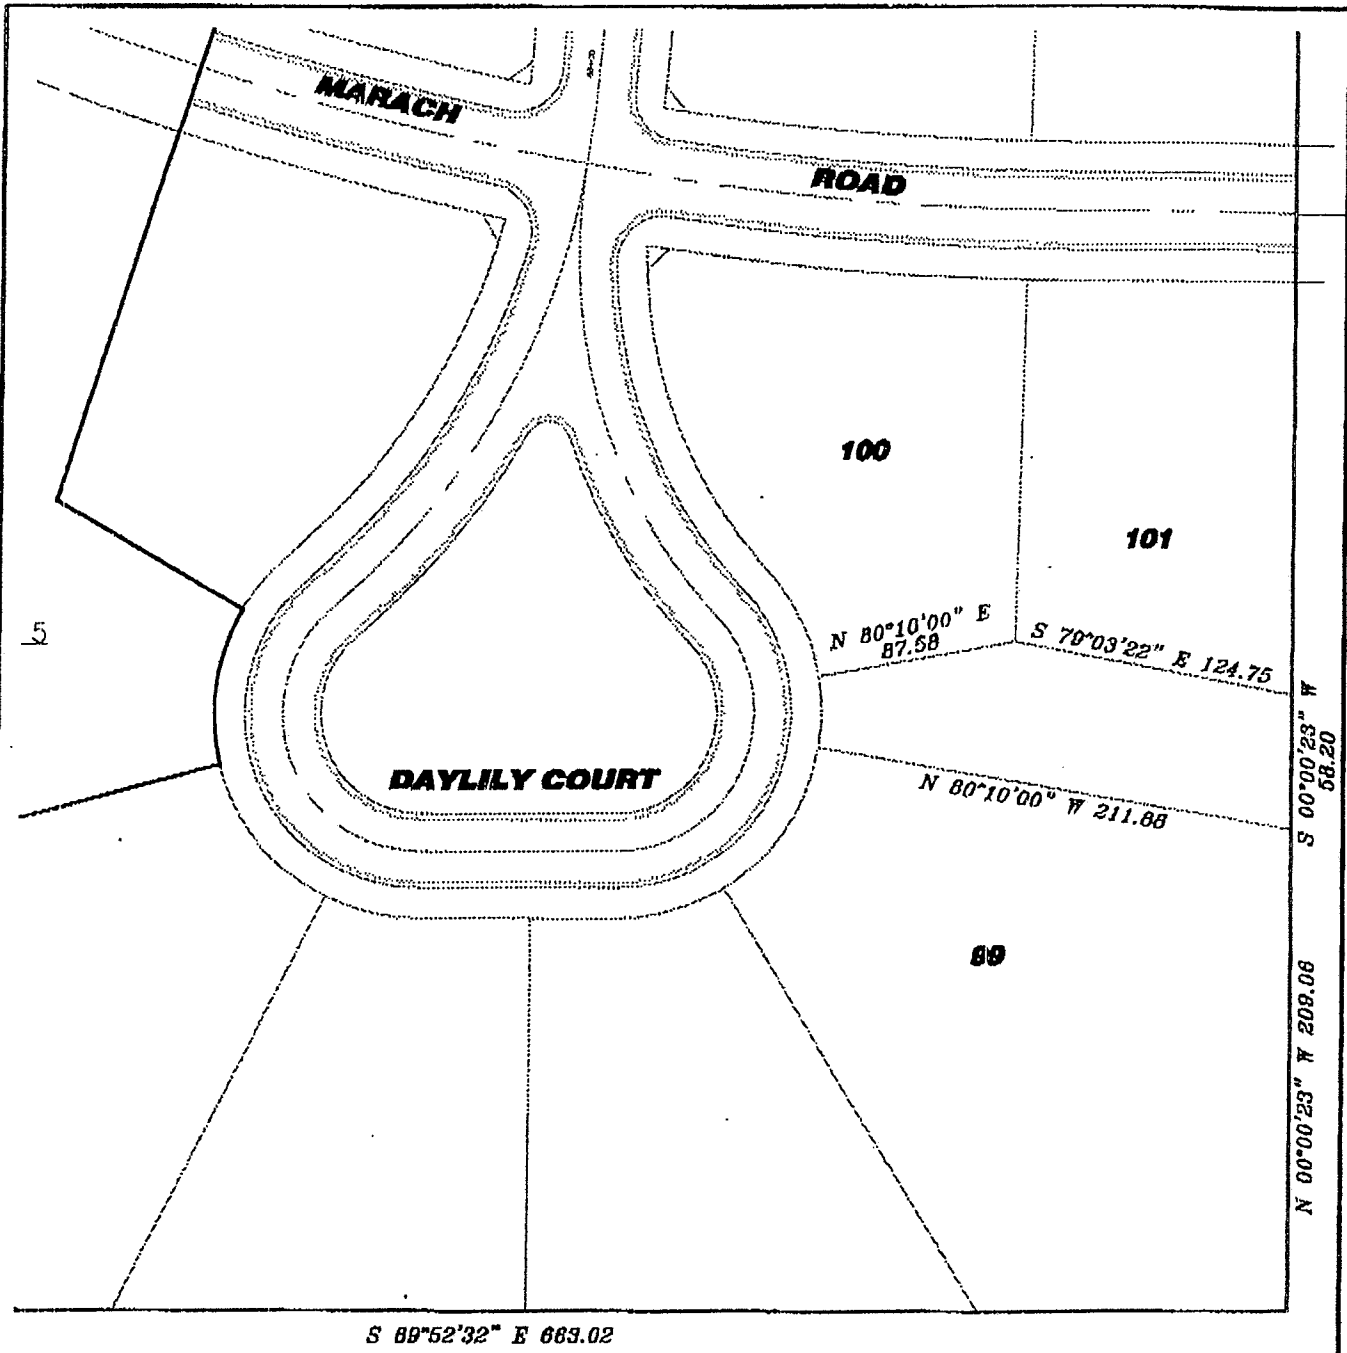 MARACH
ROAD
100
101
N 80°10'00" E
87.58
S 79°03'22" E 124.75
5
S 00°00'23" W
58.20
DAYLILY COURT
N 80°10'00" W 211.88
99
N 00°00'23" W 209.08
S 89°52'32" E 663.02